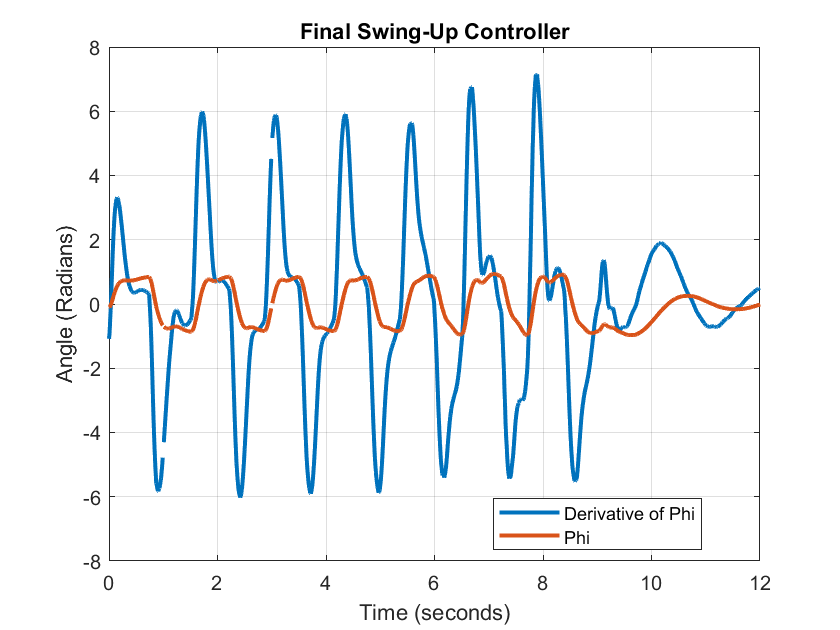 Final Swing-Up Controller
8
6
4
2
0
-2
-4
-6
-8
Angle (Radians)
0 2 4 6 8 10 12
Time (seconds)
Derivative of Phi
Phi